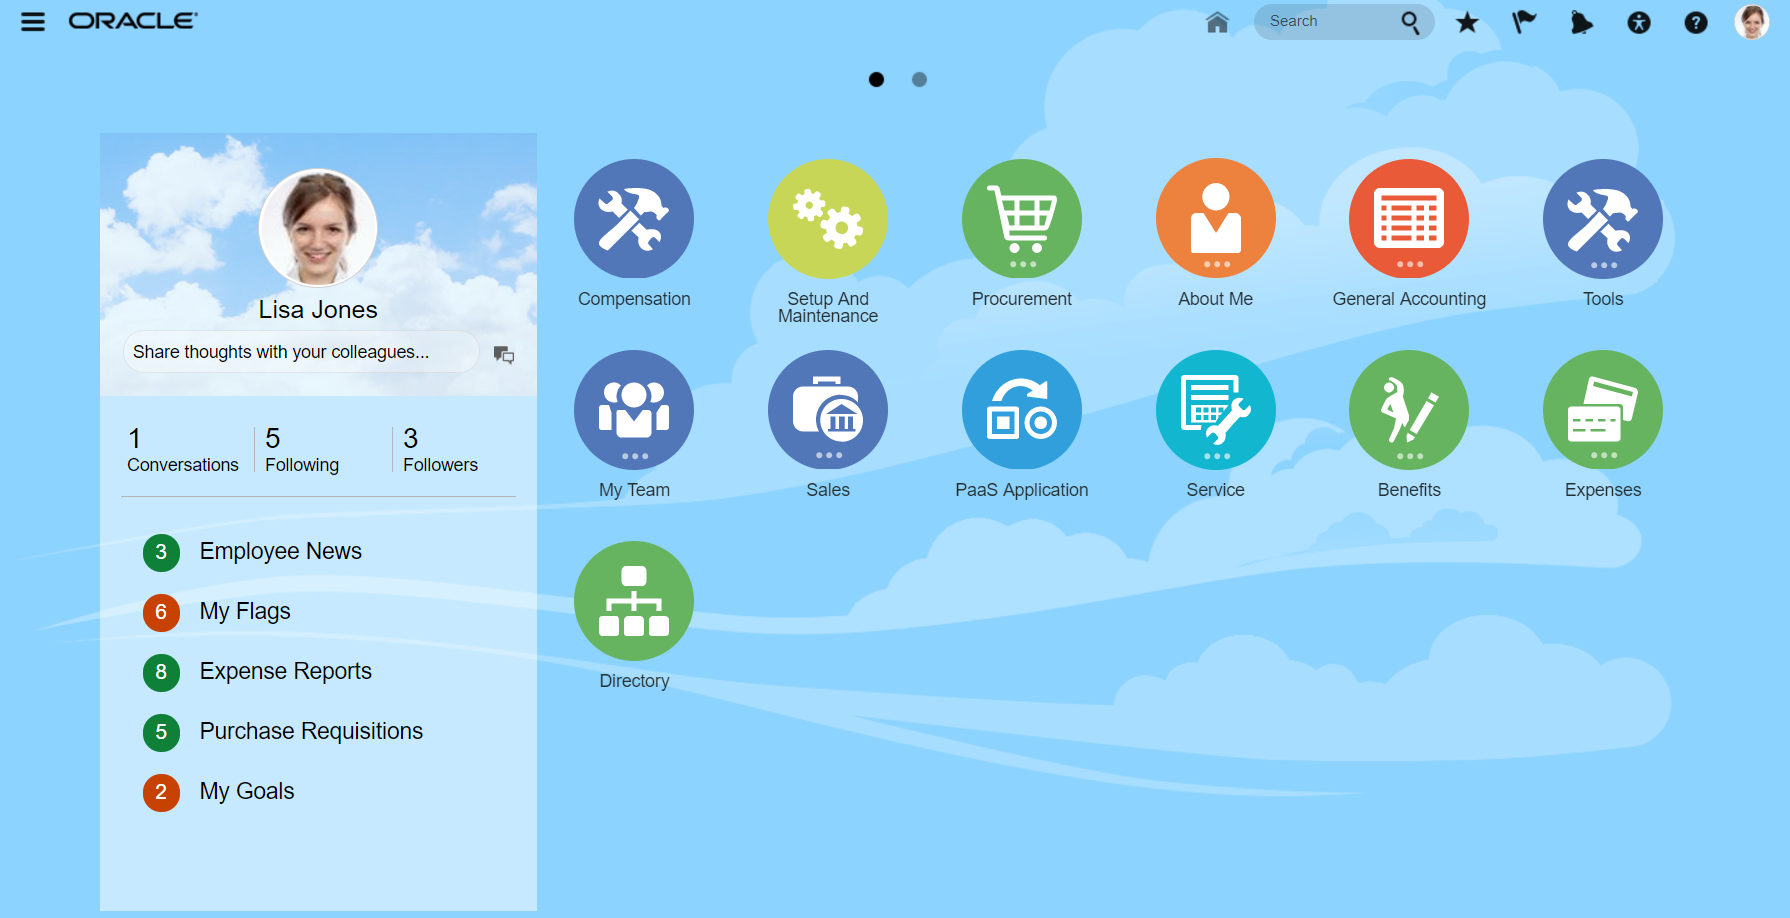 ORACLE
Search
Lisa Jones
Share thoughts with your colleagues...
1
Conversations
5
Following
3
Followers
3 Employee News
6 My Flags
8 Expense Reports
5 Purchase Requisitions
2 My Goals
Compensation
Setup And
Maintenance
Procurement
About Me
General Accounting
Tools
My Team
Sales
PaaS Application
Service
Benefits
Expenses
Directory